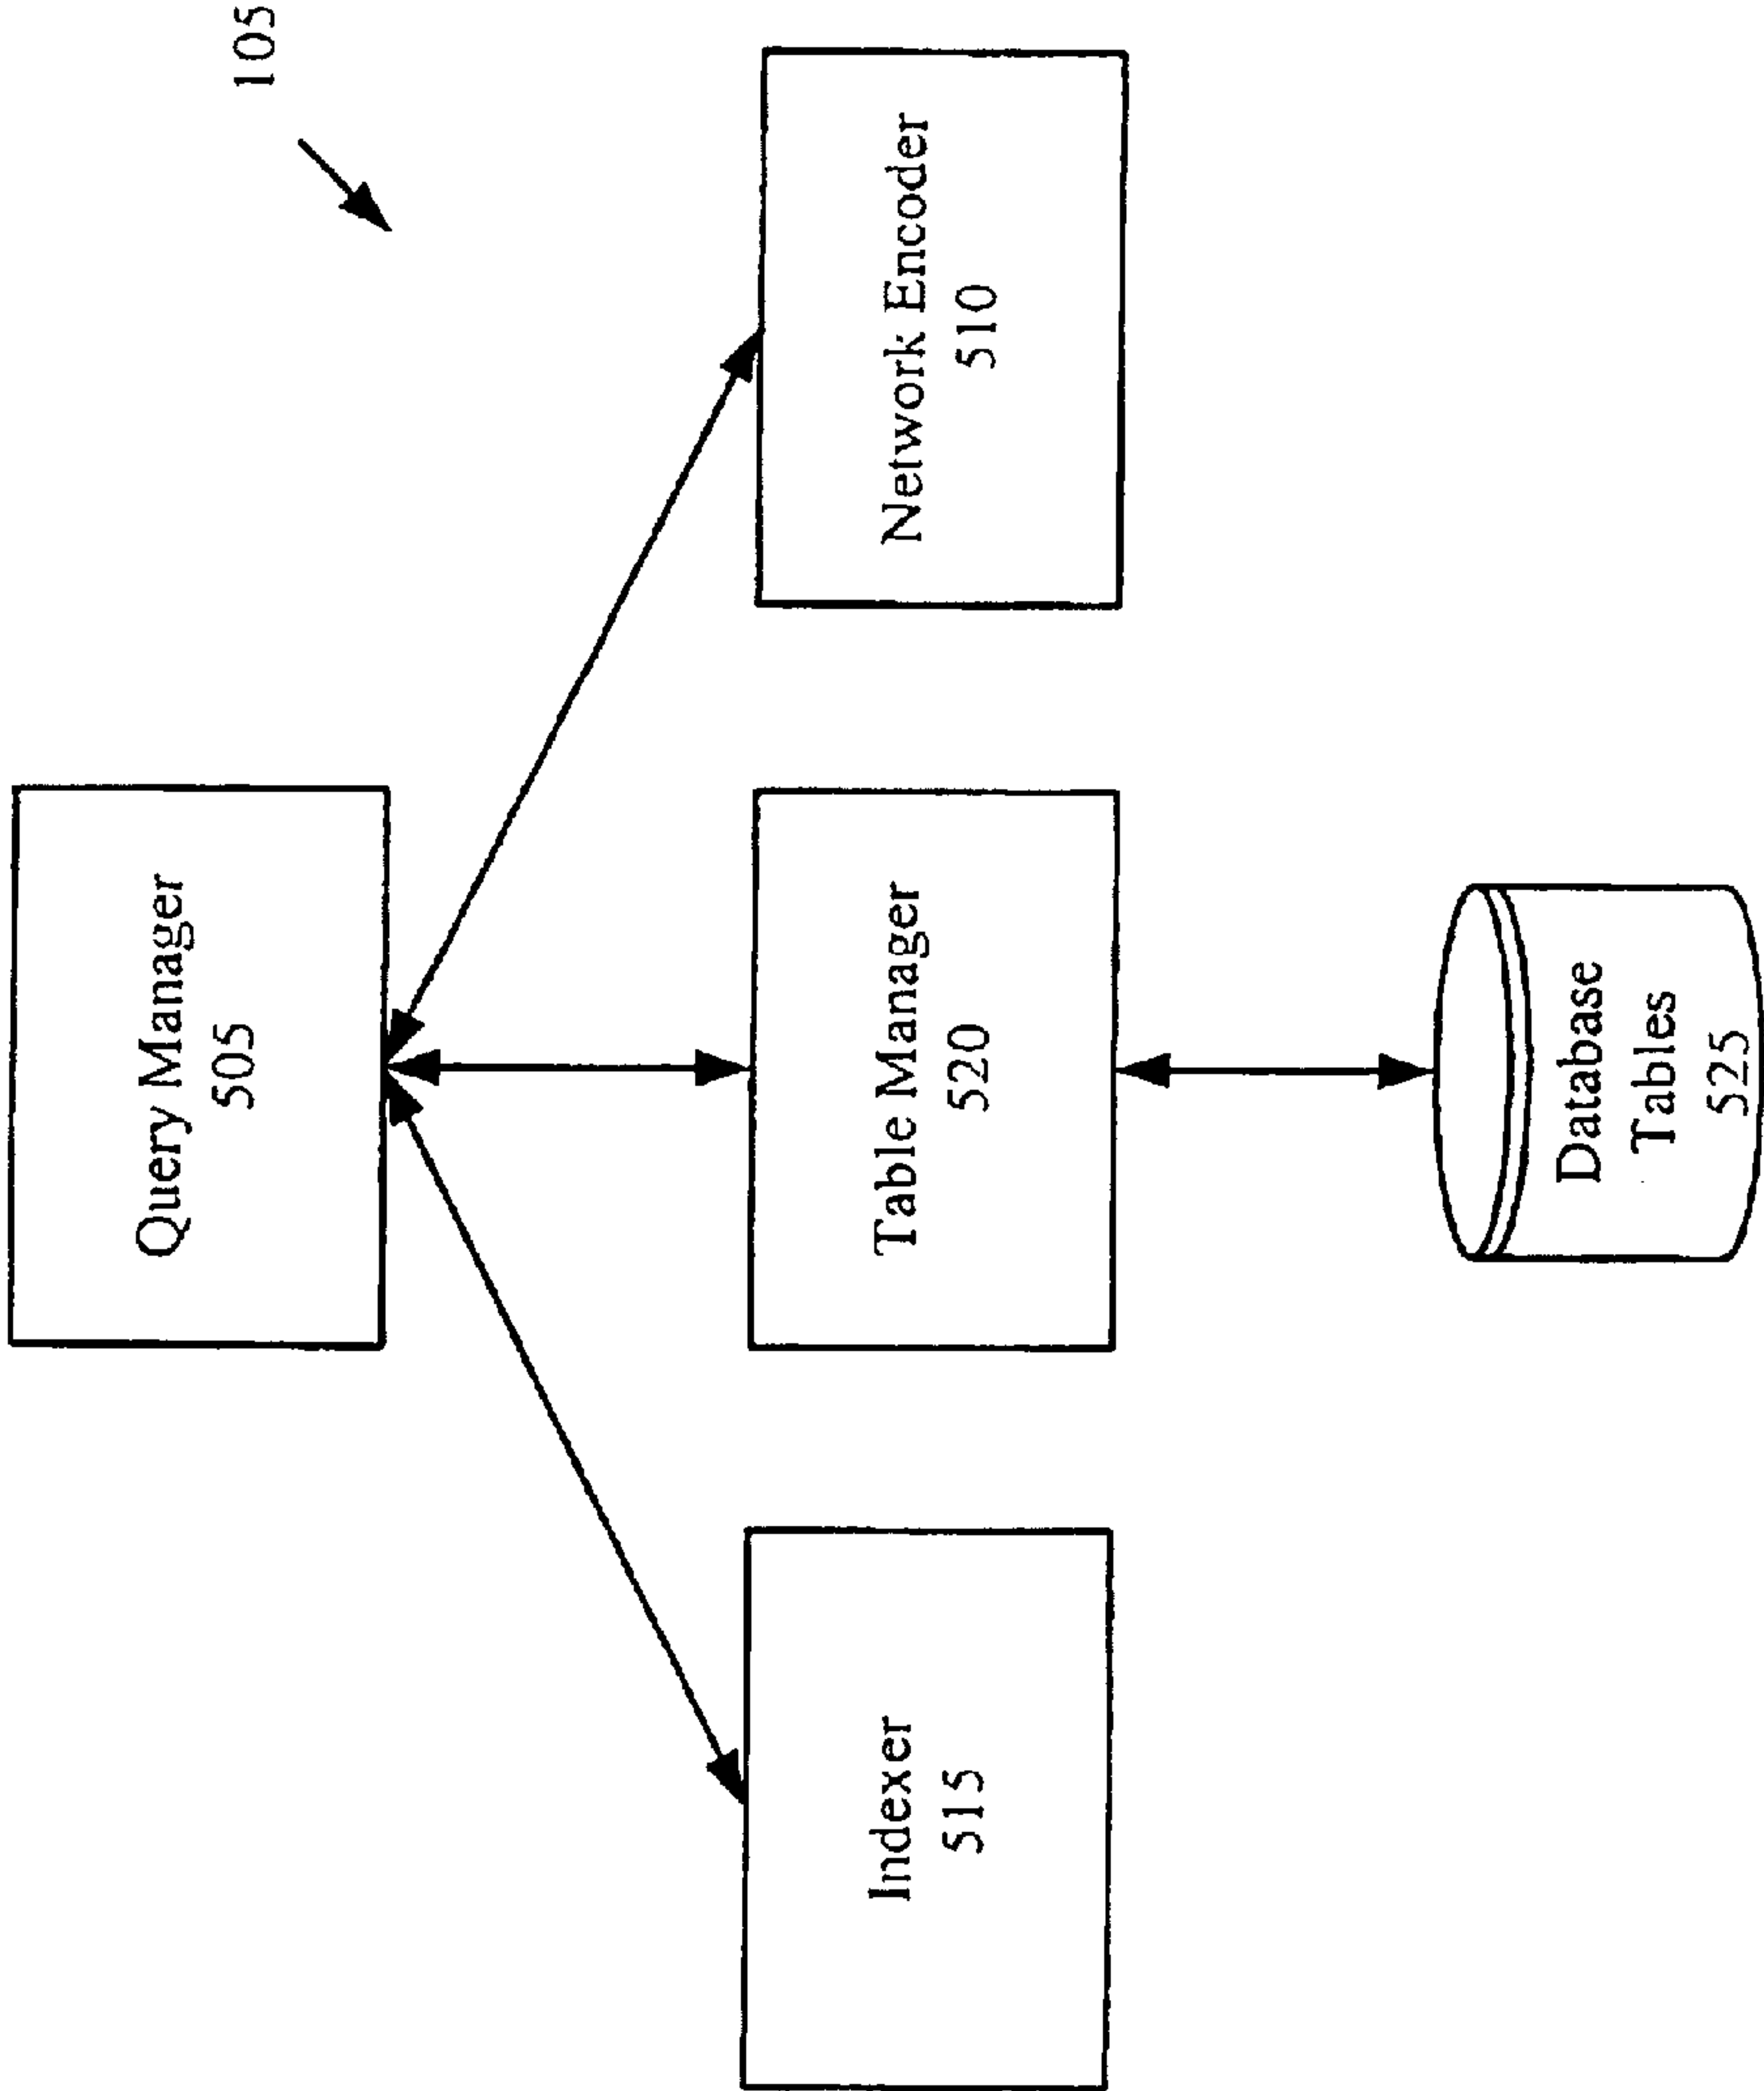 105
Query Manager
505
Indexer
515
Table Manager
520
Network Encoder
510
Database
Tables
525